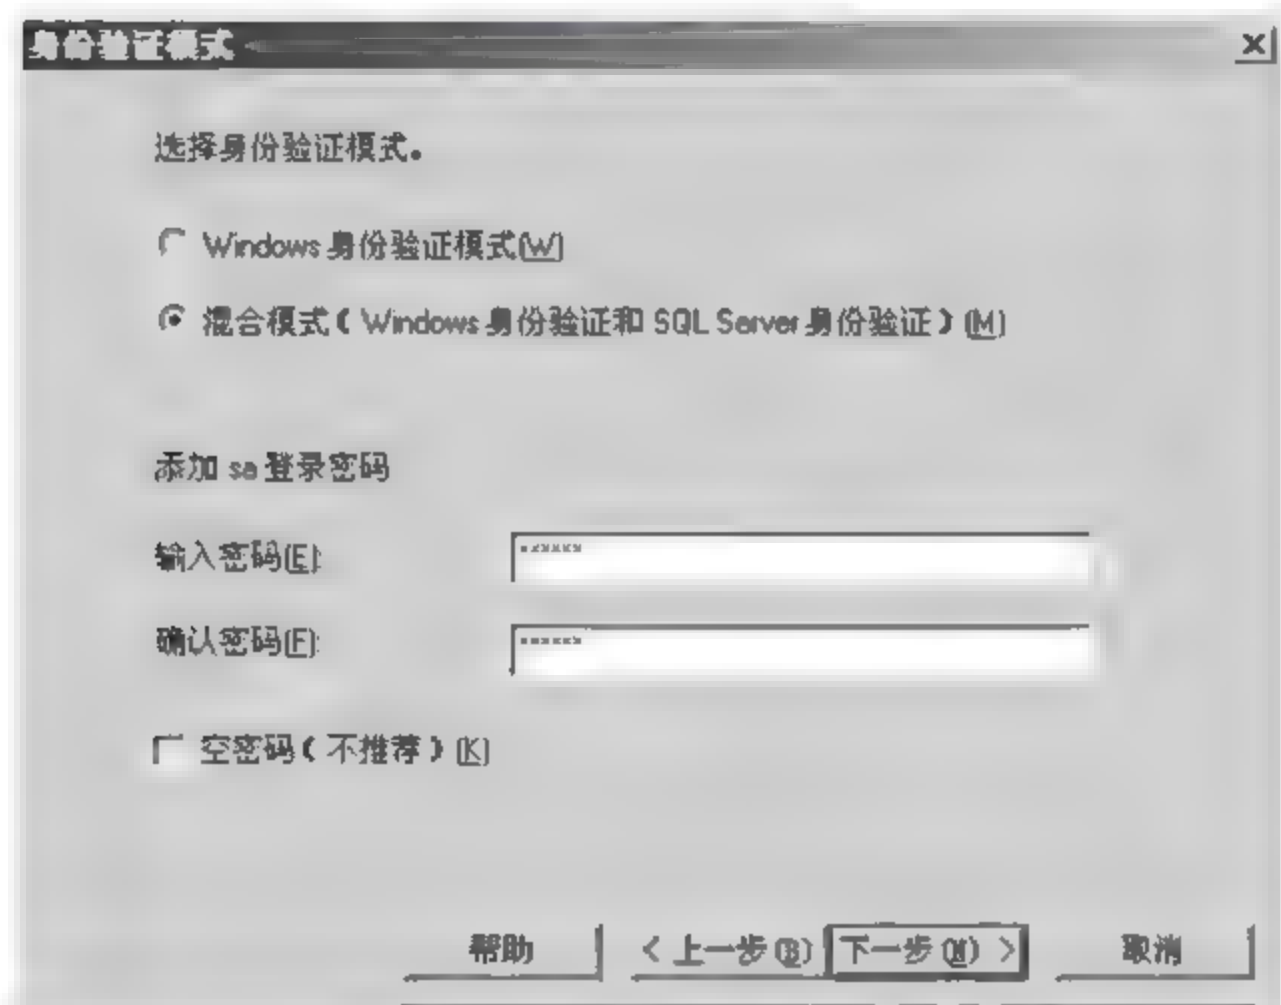 身份验证模式
选择身份验证模式。
Windows 身份验证模式(W)
混合模式(Windows 身份验证和 SQL Server 身份验证)(M)
添加 sa 登录密码
输入密码(E):
******
确认密码(F):
******
空密码(不推荐)(K)
帮助 < 上一步(B) 下一步(N) > 取消